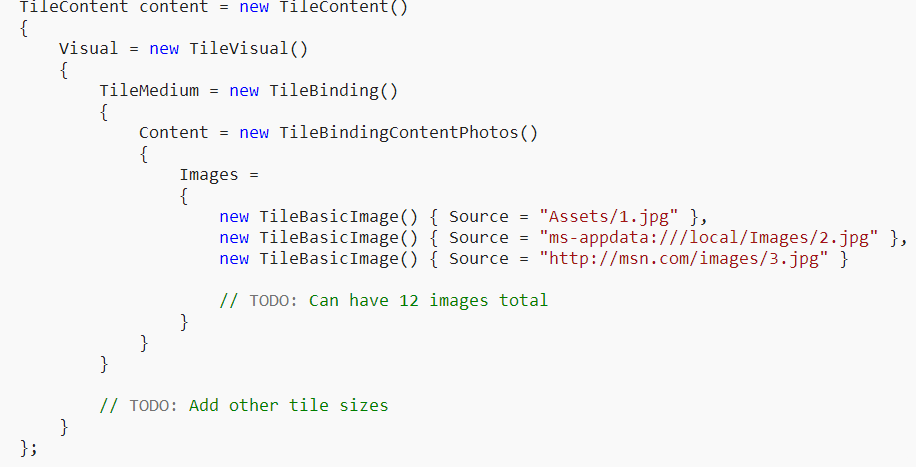 TileContent content = new TileContent()
{
    Visual = new TileVisual()
    {
        TileMedium = new TileBinding()
        {
            Content = new TileBindingContentPhotos()
            {
                Images =
                {
                    new TileBasicImage() { Source = "Assets/1.jpg" },
                    new TileBasicImage() { Source = "ms-appdata:///local/Images/2.jpg" },
                    new TileBasicImage() { Source = "http://msn.com/images/3.jpg" }

                    // TODO: Can have 12 images total
                }
            }
        }

        // TODO: Add other tile sizes
    }
};